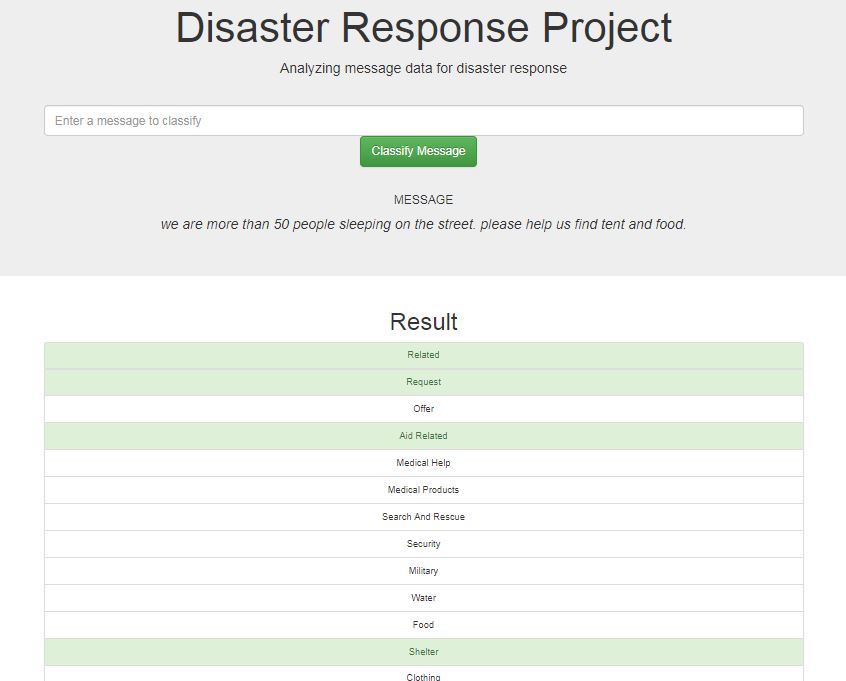 Disaster Response Project
Analyzing message data for disaster response
Enter a message to classify
Classify Message
MESSAGE
we are more than 50 people sleeping on the street. please help us find tent and food.
Result
Related
Request
Offer
Aid Related
Medical Help
Medical Products
Search And Rescue
Security
Military
Water
Food
Shelter
Clothing